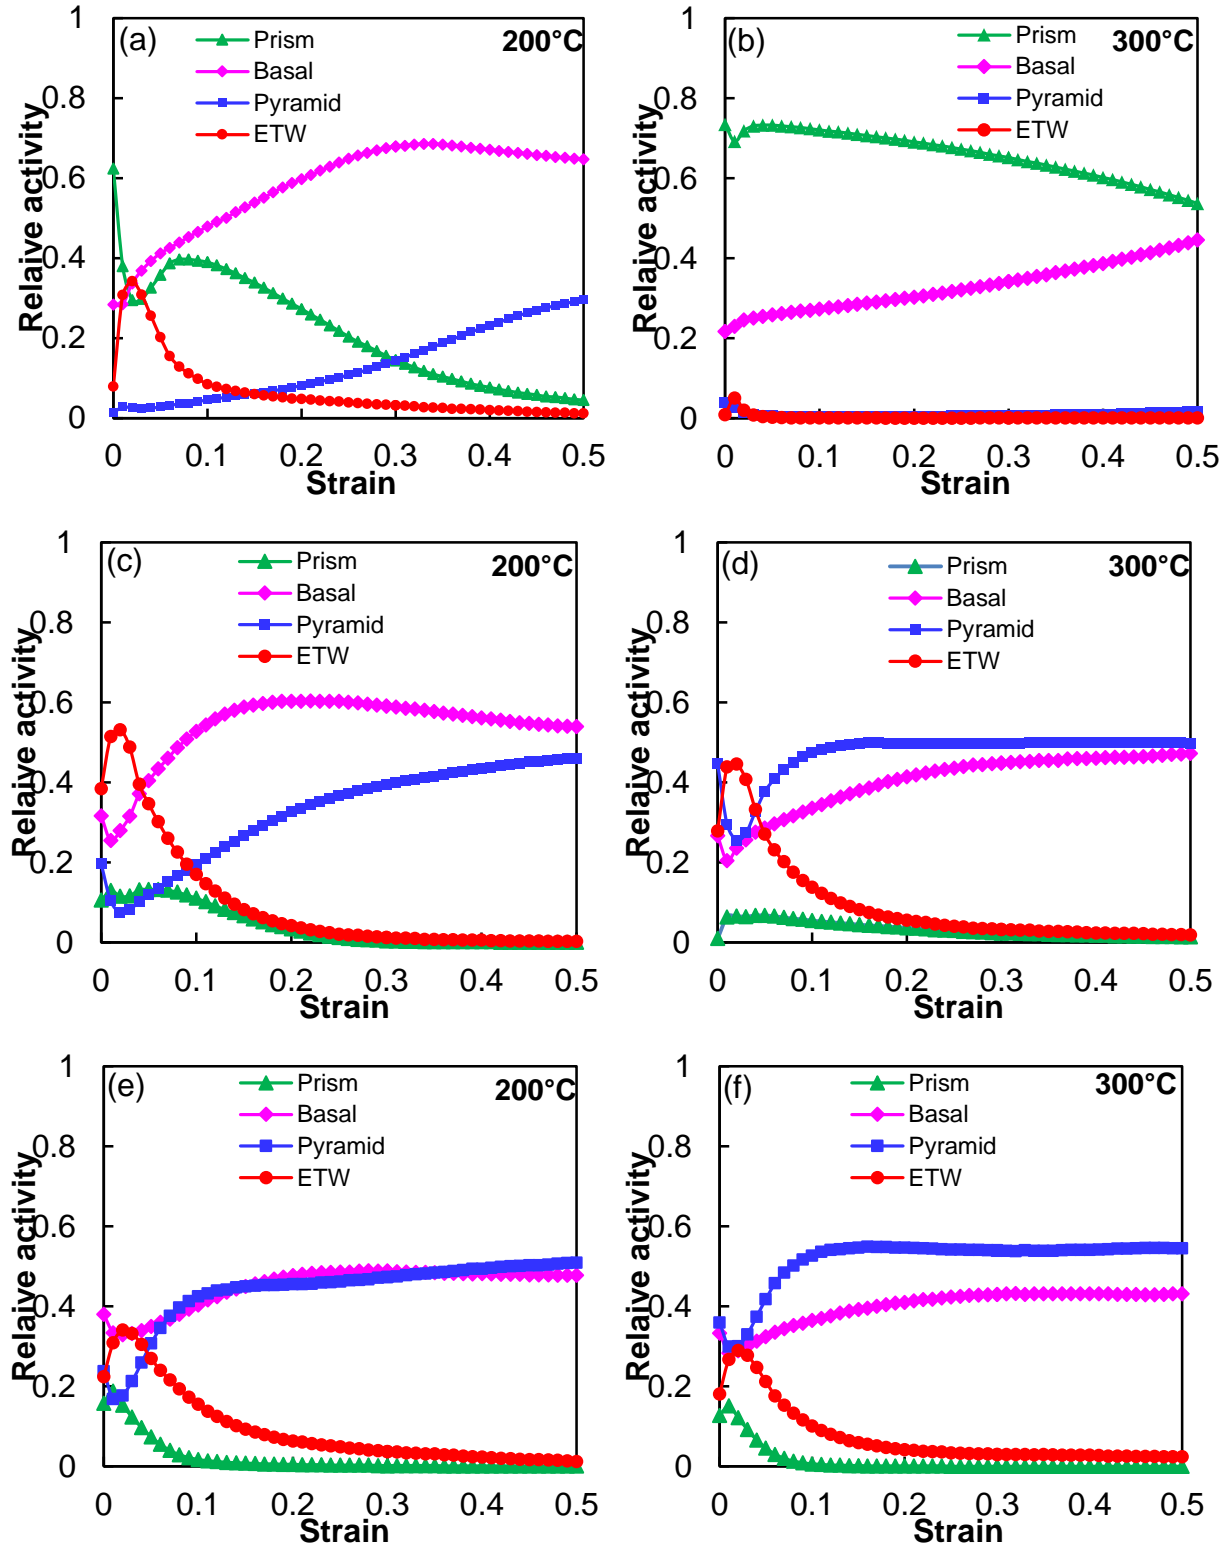 (a)
200°C
Prism
Basal
Pyramid
ETW
Relaive activity
1
0.8
0.6
0.4
0.2
0
0 0.1 0.2 0.3 0.4 0.5
Strain
(b)
300°C
Prism
Basal
Pyramid
ETW
Relaive activity
1
0.8
0.6
0.4
0.2
0
0 0.1 0.2 0.3 0.4 0.5
Strain
(c)
200°C
Prism
Basal
Pyramid
ETW
Relaive activity
1
0.8
0.6
0.4
0.2
0
0 0.1 0.2 0.3 0.4 0.5
Strain
(d)
300°C
Prism
Basal
Pyramid
ETW
Relaive activity
1
0.8
0.6
0.4
0.2
0
0 0.1 0.2 0.3 0.4 0.5
Strain
(e)
200°C
Prism
Basal
Pyramid
ETW
Relaive activity
1
0.8
0.6
0.4
0.2
0
0 0.1 0.2 0.3 0.4 0.5
Strain
(f)
300°C
Prism
Basal
Pyramid
ETW
Relaive activity
1
0.8
0.6
0.4
0.2
0
0 0.1 0.2 0.3 0.4 0.5
Strain